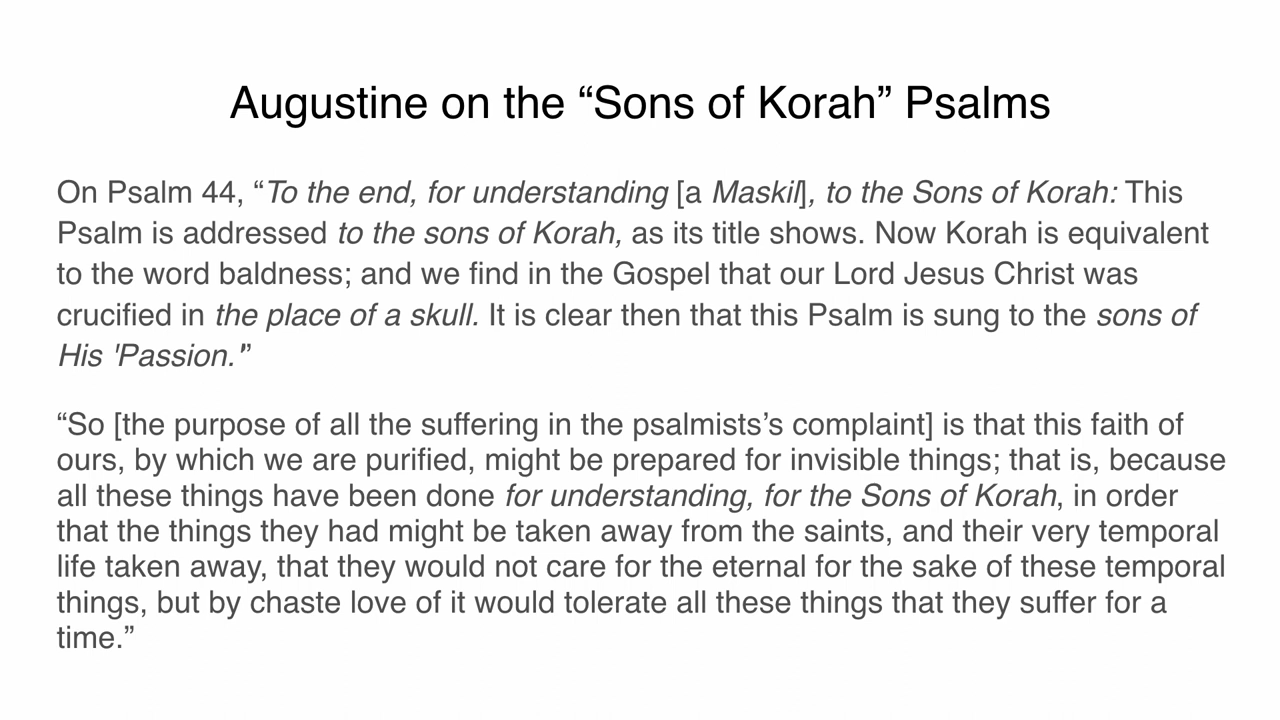 Augustine on the “Sons of Korah” Psalms
On Psalm 44, “To the end, for understanding [a Maskil], to the Sons of Korah: This
Psalm is addressed to the sons of Korah, as its title shows. Now Korah is equivalent
to the word baldness; and we find in the Gospel that our Lord Jesus Christ was
crucified in the place of a skull. It is clear then that this Psalm is sung to the sons of
His 'Passion.'”
“So [the purpose of all the suffering in the psalmists’s complaint] is that this faith of
ours, by which we are purified, might be prepared for invisible things; that is, because
all these things have been done for understanding, for the Sons of Korah, in order
that the things they had might be taken away from the saints, and their very temporal
life taken away, that they would not care for the eternal for the sake of these temporal
things, but by chaste love of it would tolerate all these things that they suffer for a
time.”